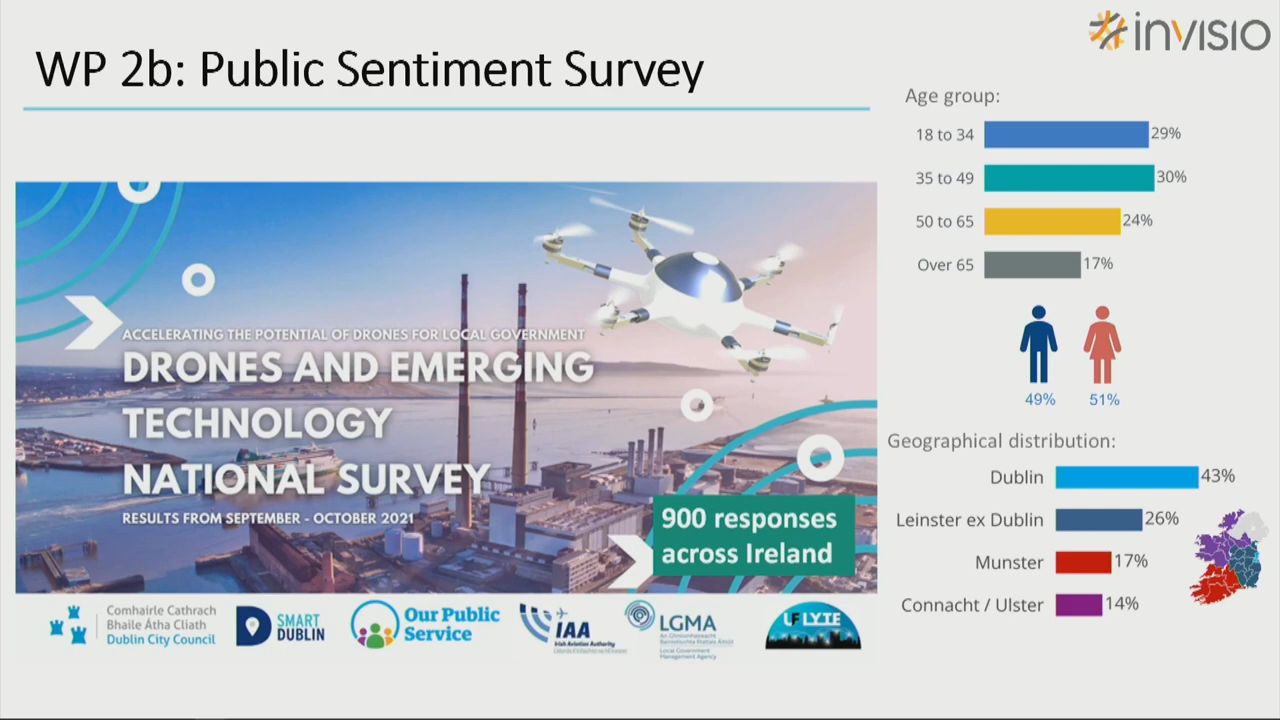 invisio
WP 2b: Public Sentiment Survey
ACCELERATING THE POTENTIAL OF DRONES FOR LOCAL GOVERNMENT
DRONES AND EMERGING
TECHNOLOGY
NATIONAL SURVEY
RESULTS FROM SEPTEMBER - OCTOBER 2021
900 responses
across Ireland
Comhairle Cathrach
Bhaile Átha Cliath
Dublin City Council
SMART
DUBLIN
Our Public
Service
IAA
Irish Aviation Authority
LGMA
Local Government
Management Agency
UFLYTE
Age group:
18 to 34 29%
35 to 49 30%
50 to 65 24%
Over 65 17%
49% 51%
Geographical distribution:
Dublin 43%
Leinster ex Dublin 26%
Munster 17%
Connacht / Ulster 14%